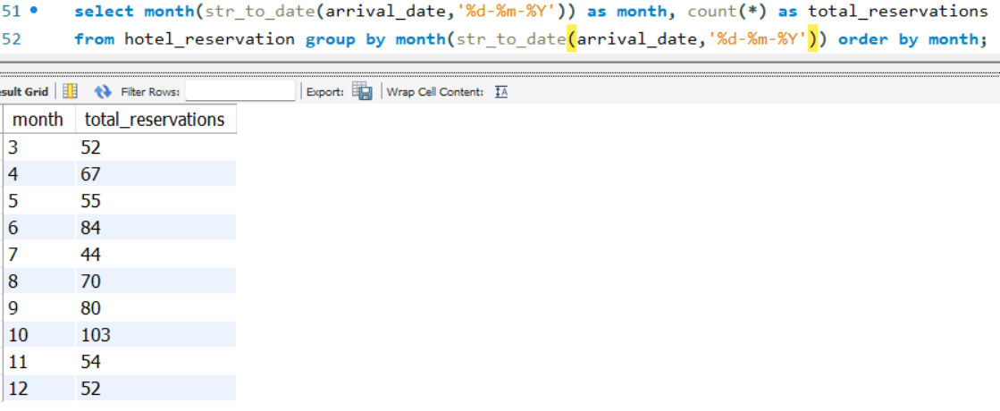 51 select month(str_to_date(arrival_date,'%d-%m-%Y')) as month, count(*) as total_reservations
52 from hotel_reservation group by month(str_to_date(arrival_date,'%d-%m-%Y')) order by month;
sult Grid Filter Rows: Export: Wrap Cell Content: IA
month total_reservations
3 52
4 67
5 55
6 84
7 44
8 70
9 80
10 103
11 54
12 52